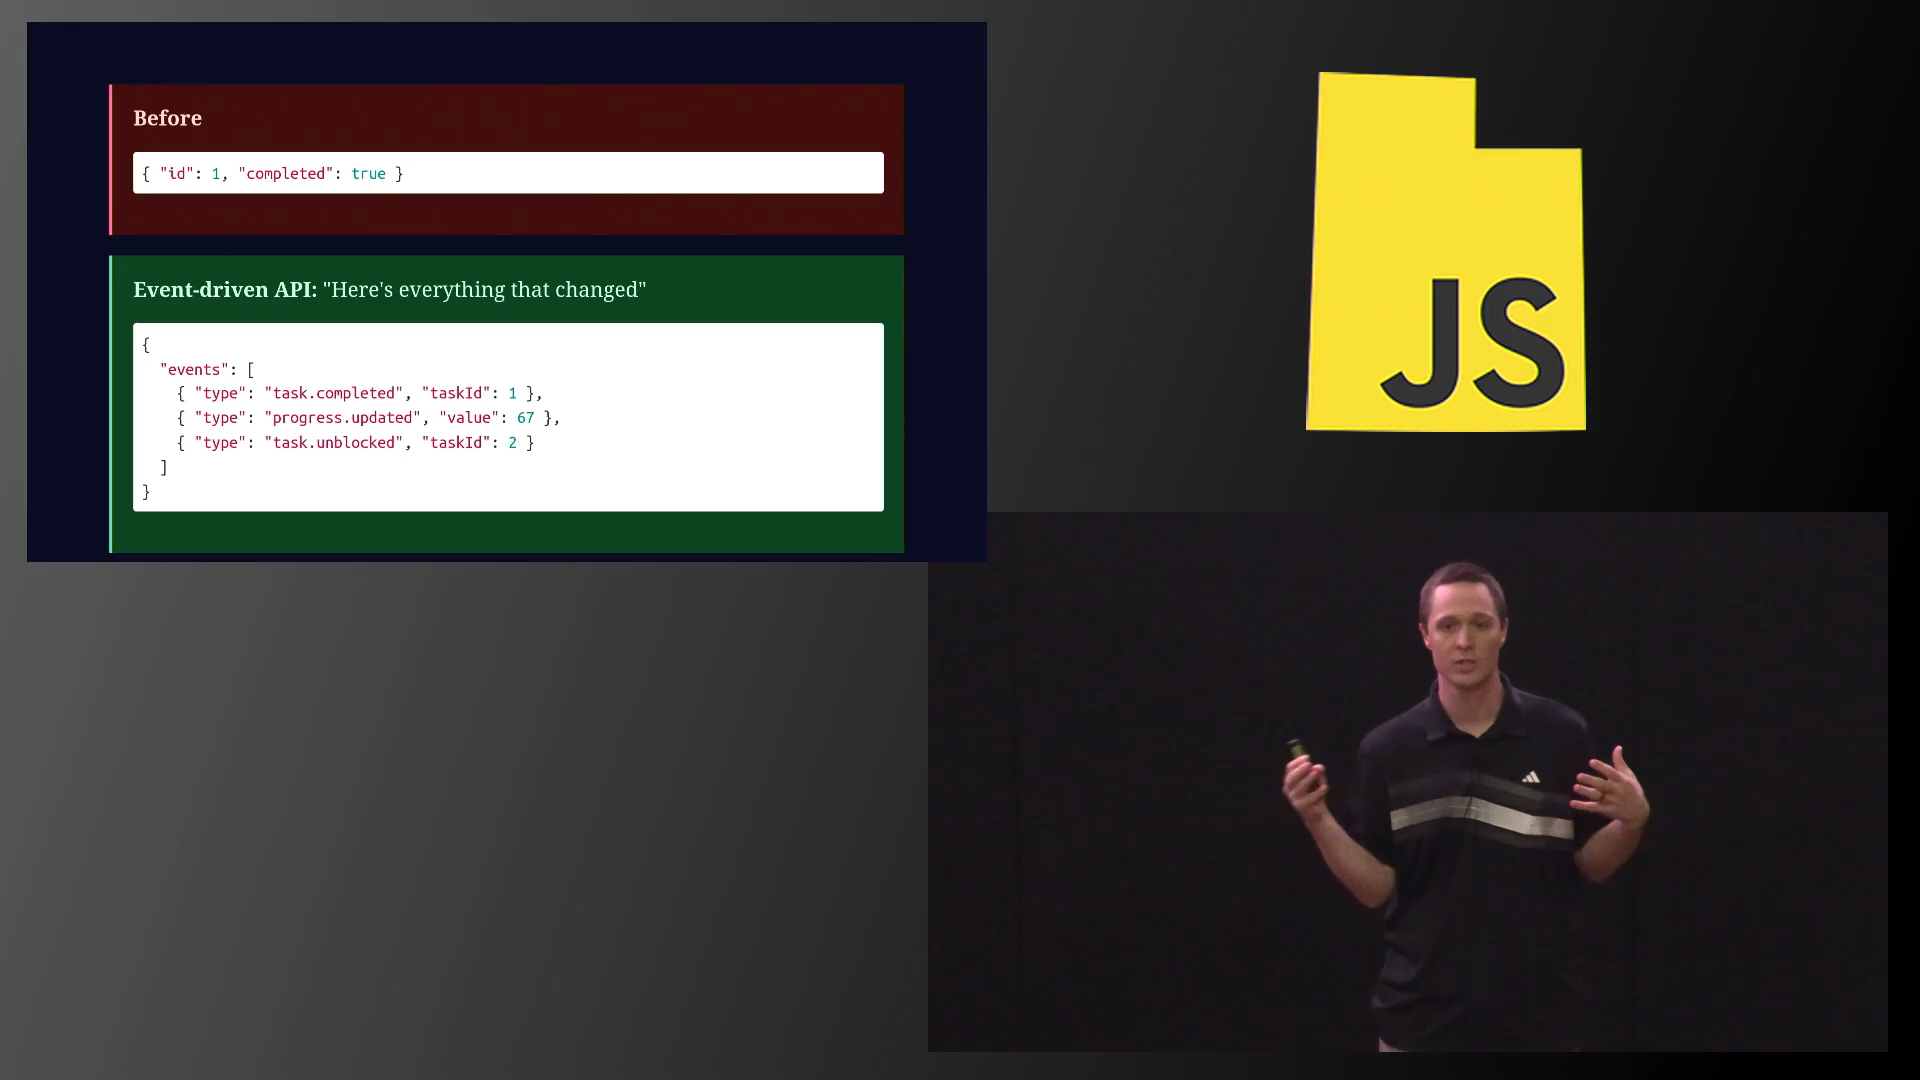 Before
{ "id": 1, "completed": true }
Event-driven API: "Here's everything that changed"
{
  "events": [
    { "type": "task.completed", "taskId": 1 },
    { "type": "progress.updated", "value": 67 },
    { "type": "task.unblocked", "taskId": 2 }
  ]
}
JS